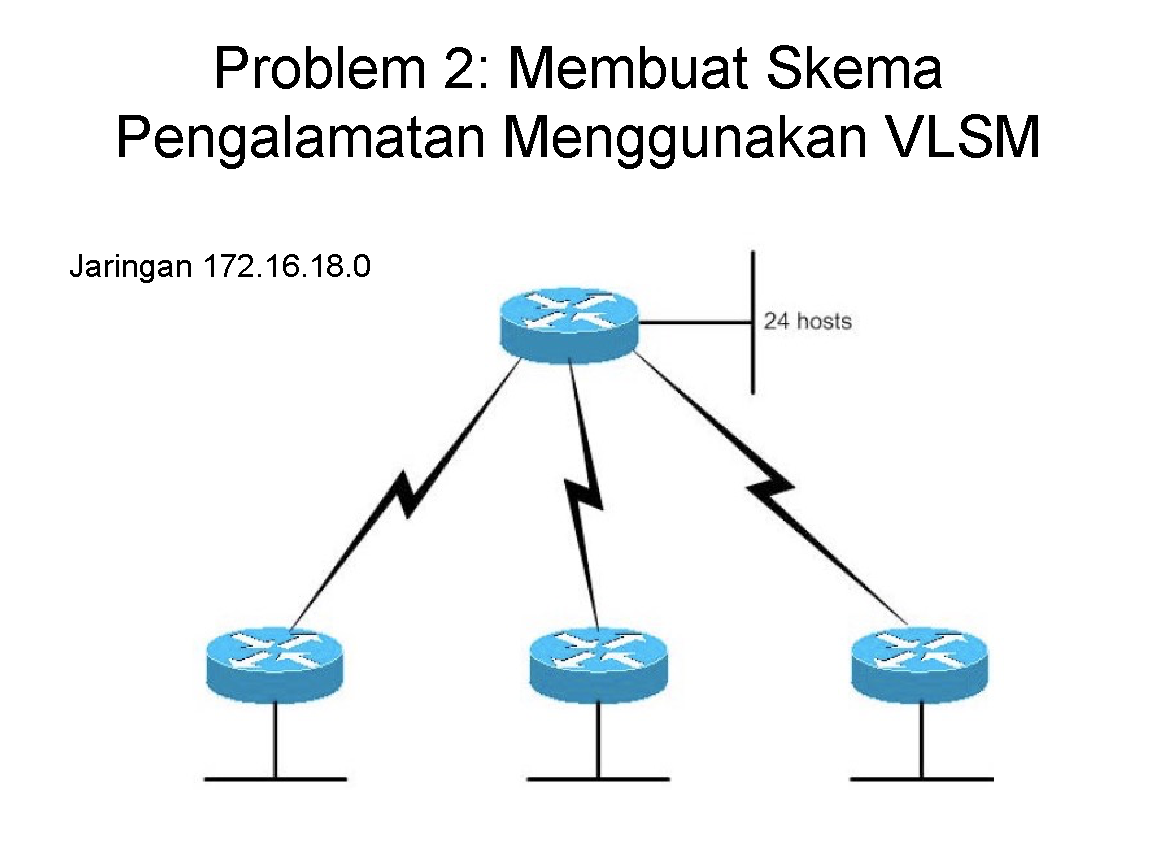 Problem 2: Membuat Skema
Pengalamatan Menggunakan VLSM
Jaringan 172.16.18.0
24 hosts